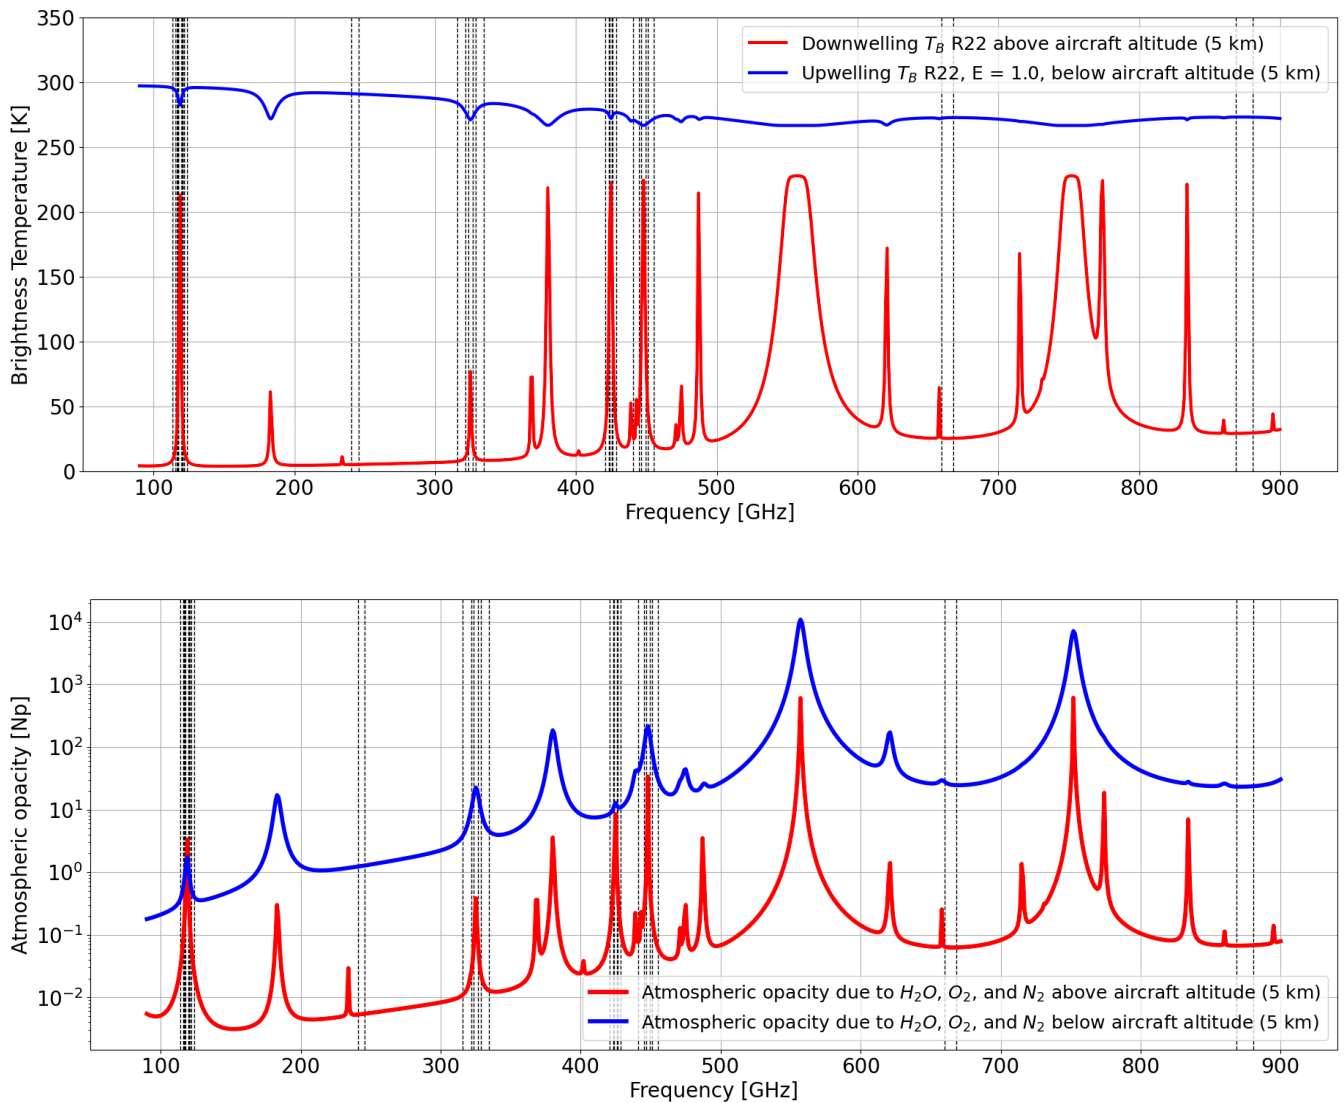 350
300
250
200
150
100
50
0
Brightness Temperature [K]
Downwelling T_B R22 above aircraft altitude (5 km)
Upwelling T_B R22, E = 1.0, below aircraft altitude (5 km)
100 200 300 400 500 600 700 800 900
Frequency [GHz]
10^4
10^3
10^2
10^1
10^0
10^-1
10^-2
Atmospheric opacity [Np]
Atmospheric opacity due to H_2O, O_2, and N_2 above aircraft altitude (5 km)
Atmospheric opacity due to H_2O, O_2, and N_2 below aircraft altitude (5 km)
100 200 300 400 500 600 700 800 900
Frequency [GHz]